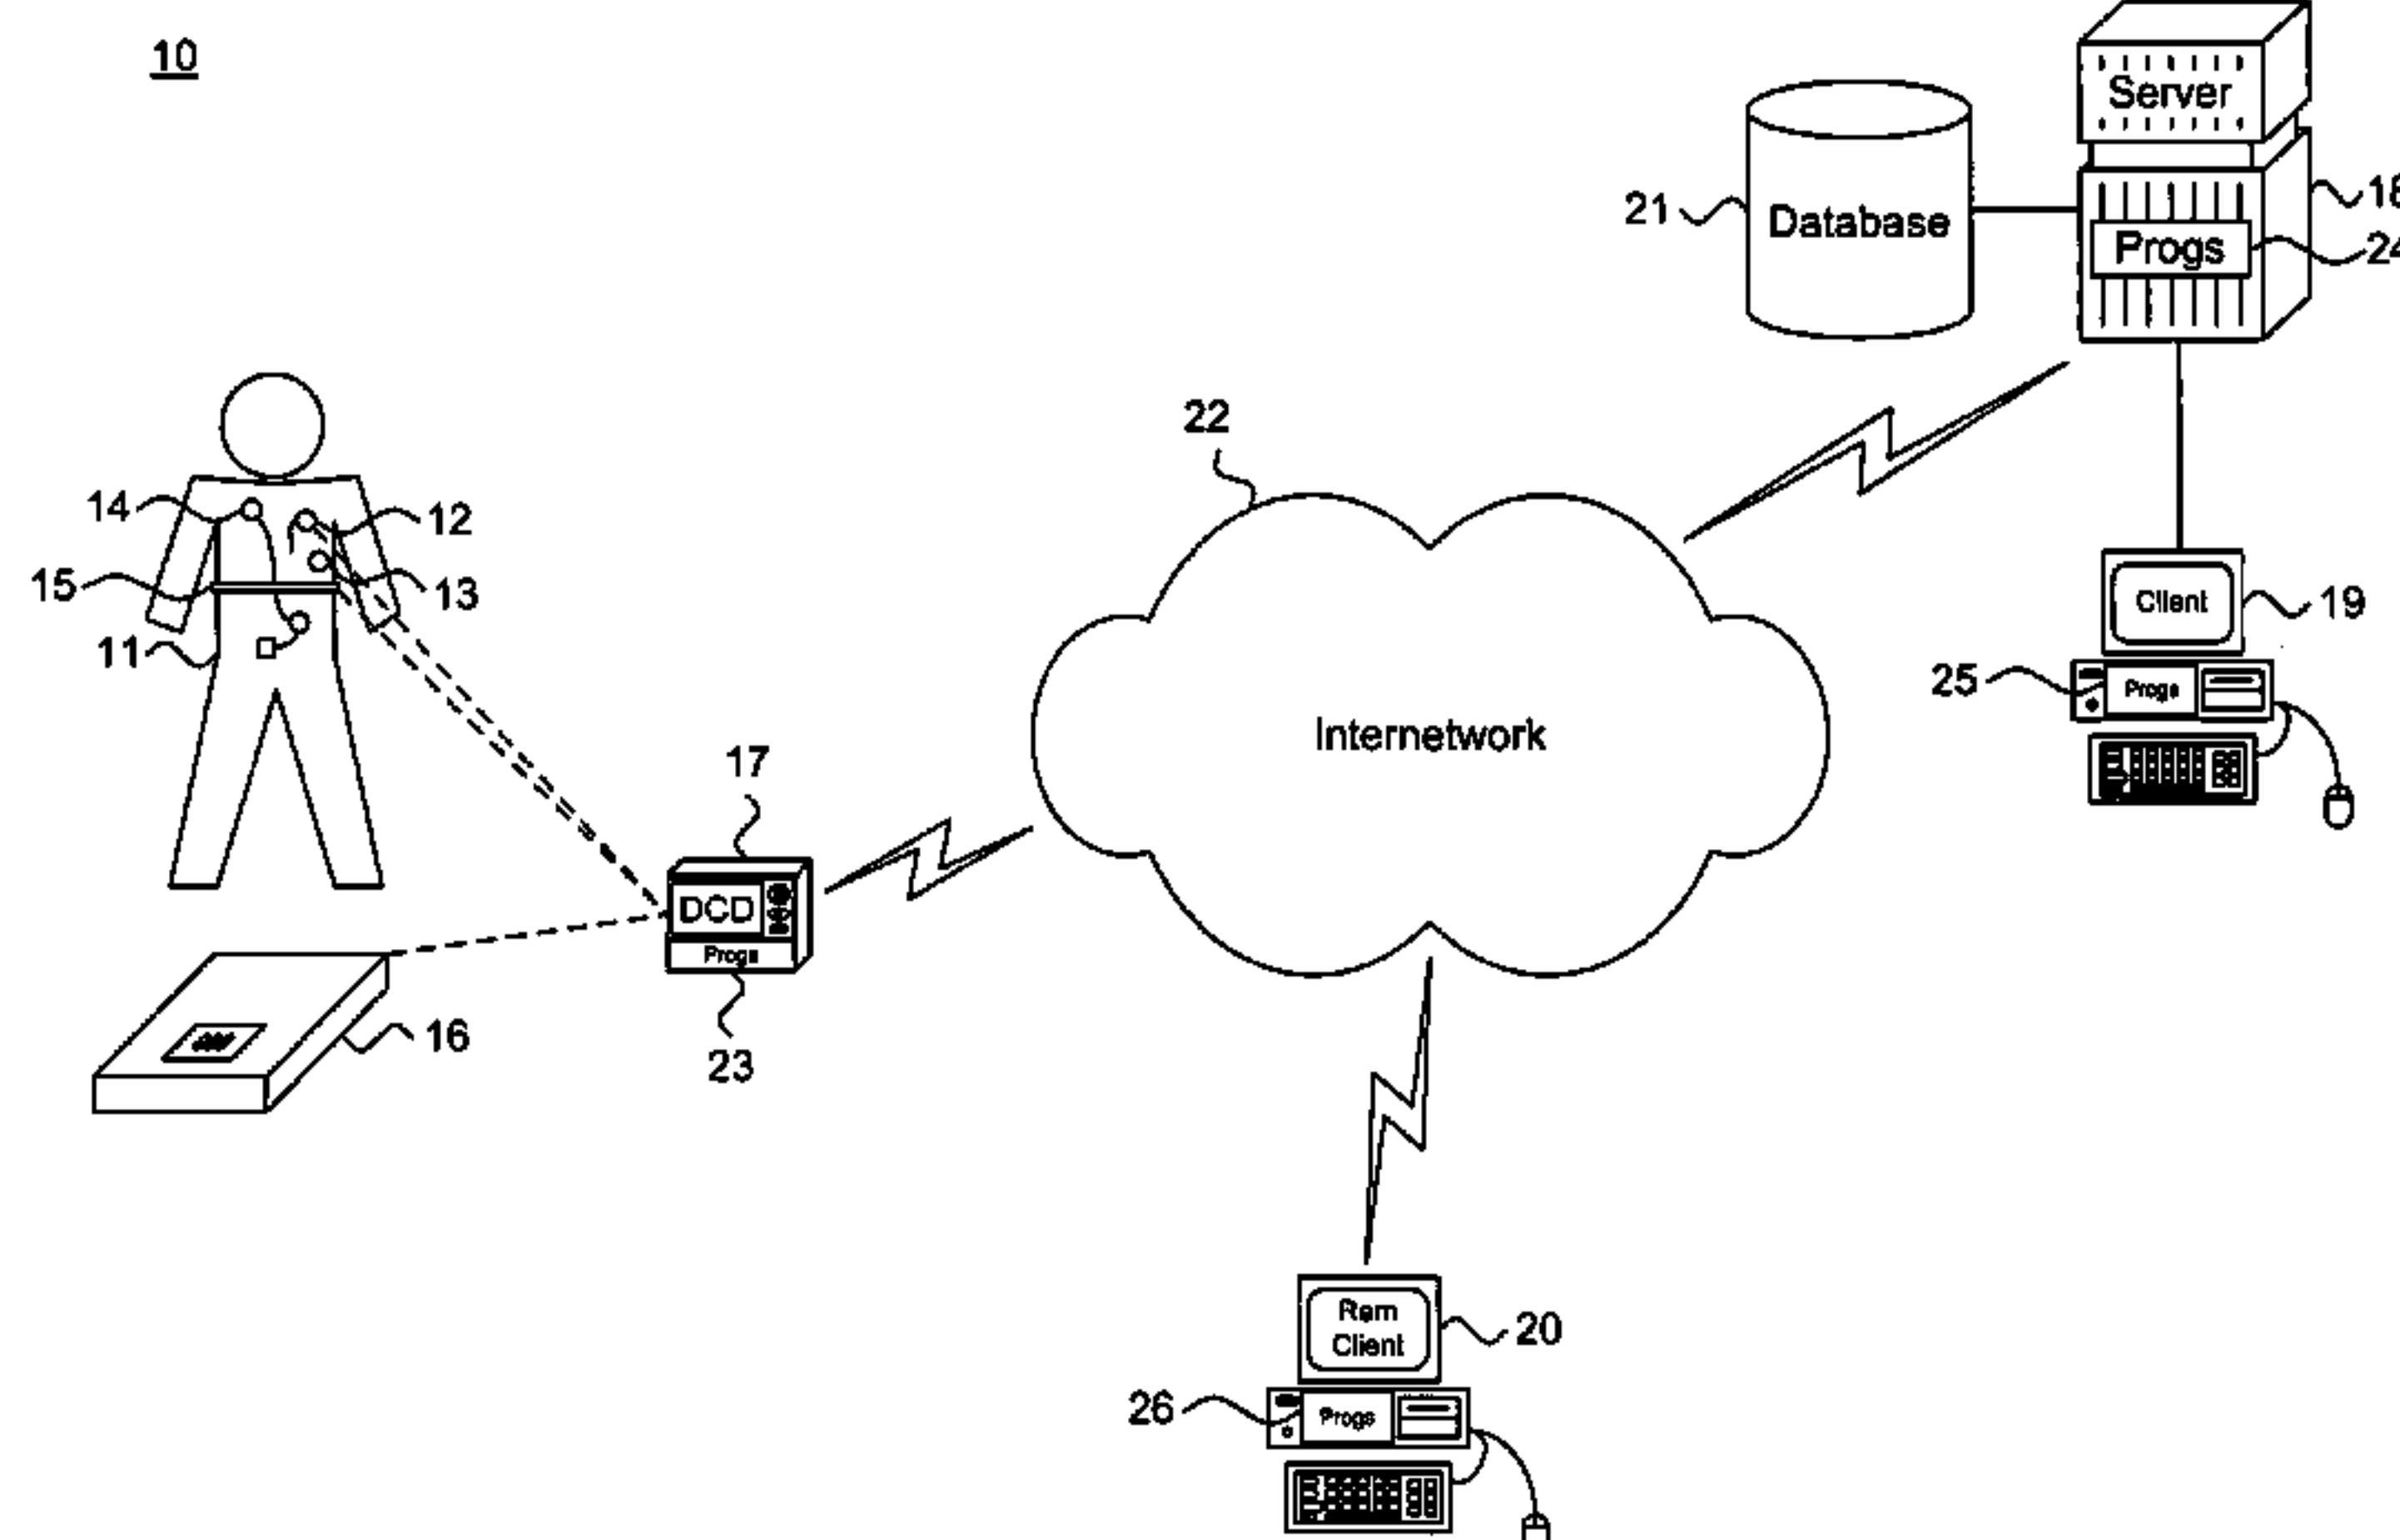 10
Server
21
Database
18
Progs
24
22
14
12
15
13
11
Client
19
25
Progs
Internetwork
17
DCD
Progs
16
23
Rem
Client
20
26
Progs